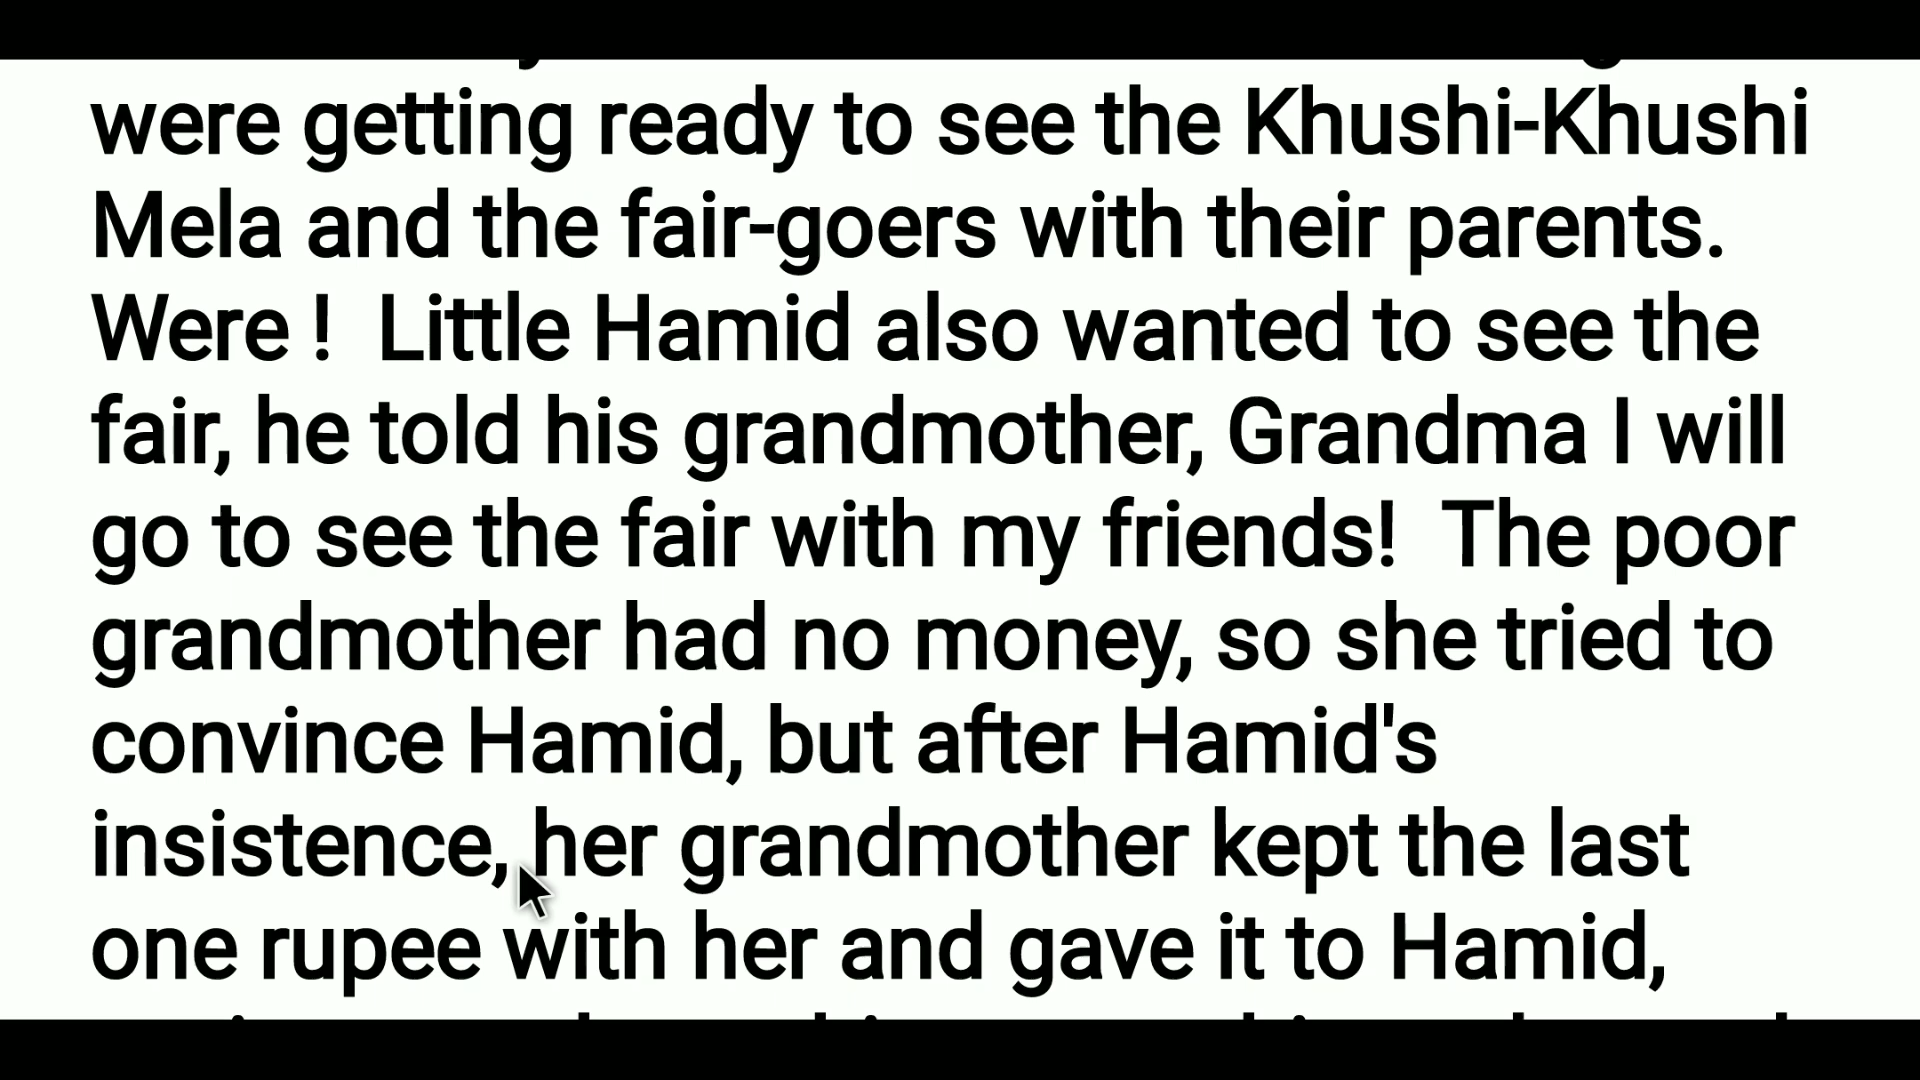 were getting ready to see the Khushi-Khushi
Mela and the fair-goers with their parents.
Were !  Little Hamid also wanted to see the
fair, he told his grandmother, Grandma I will
go to see the fair with my friends!  The poor
grandmother had no money, so she tried to
convince Hamid, but after Hamid's
insistence, her grandmother kept the last
one rupee with her and gave it to Hamid,